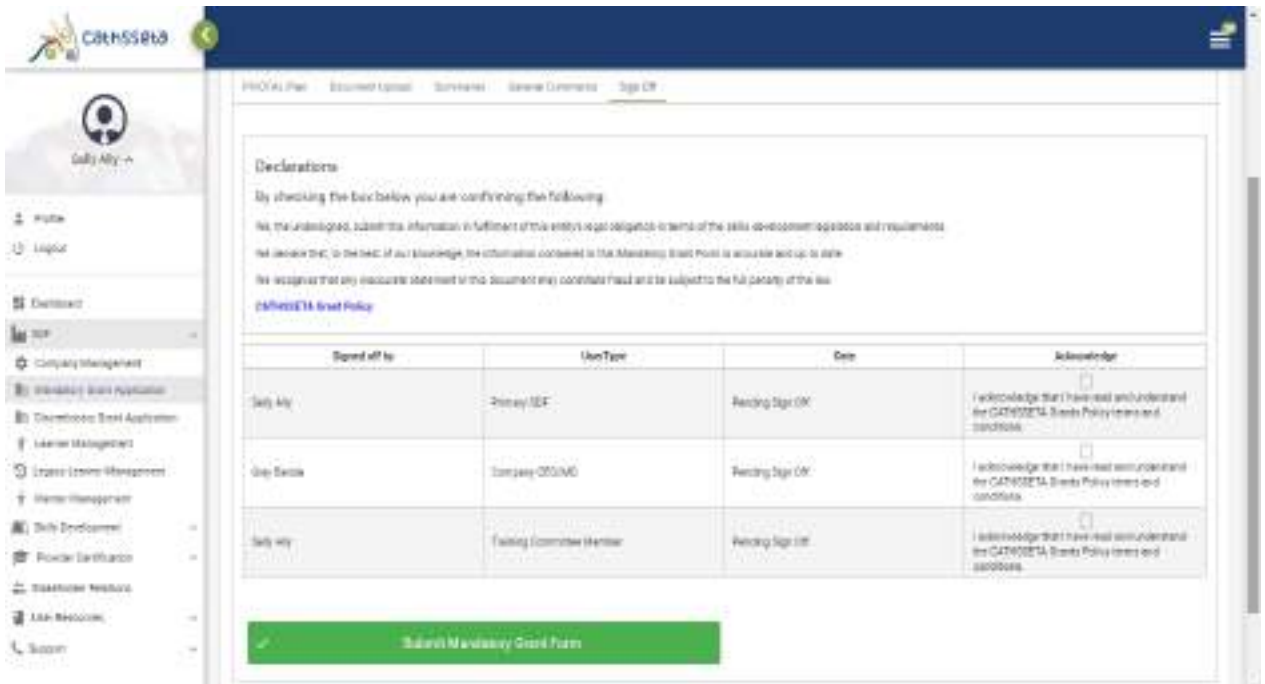 CATHSSETA
Sally Ally
Profile
Logout
Dashboard
SDF
Company Management
Mandatory Grant Application
Discretionary Grant Application
Learner Management
Legacy Learner Management
Mentor Management
Skills Development
Provider Certification
Stakeholder Relations
User Resources
Support
PIVOTAL Plan Document Upload Summaries General Comments Sign Off
Declarations
By checking the box below you are confirming the following:
We, the undersigned, submit this information in fulfilment of this entity's legal obligation in terms of the skills development legislation and requirements
We declare that, to the best of our knowledge, the information contained in this Mandatory Grant Form is accurate and up to date
We recognise that any inaccurate statement in this document may constitute fraud and be subject to the full penalty of the law
CATHSSETA Grant Policy
Signed off by User Type Date Acknowledge
Sally Ally Primary SDF Pending Sign Off
I acknowledge that I have read and understand
the CATHSSETA Grants Policy terms and
conditions.
Company CEO/MD Pending Sign Off
I acknowledge that I have read and understand
the CATHSSETA Grants Policy terms and
conditions.
Sally Ally Training Committee Member Pending Sign Off
I acknowledge that I have read and understand
the CATHSSETA Grants Policy terms and
conditions.
Submit Mandatory Grant Form